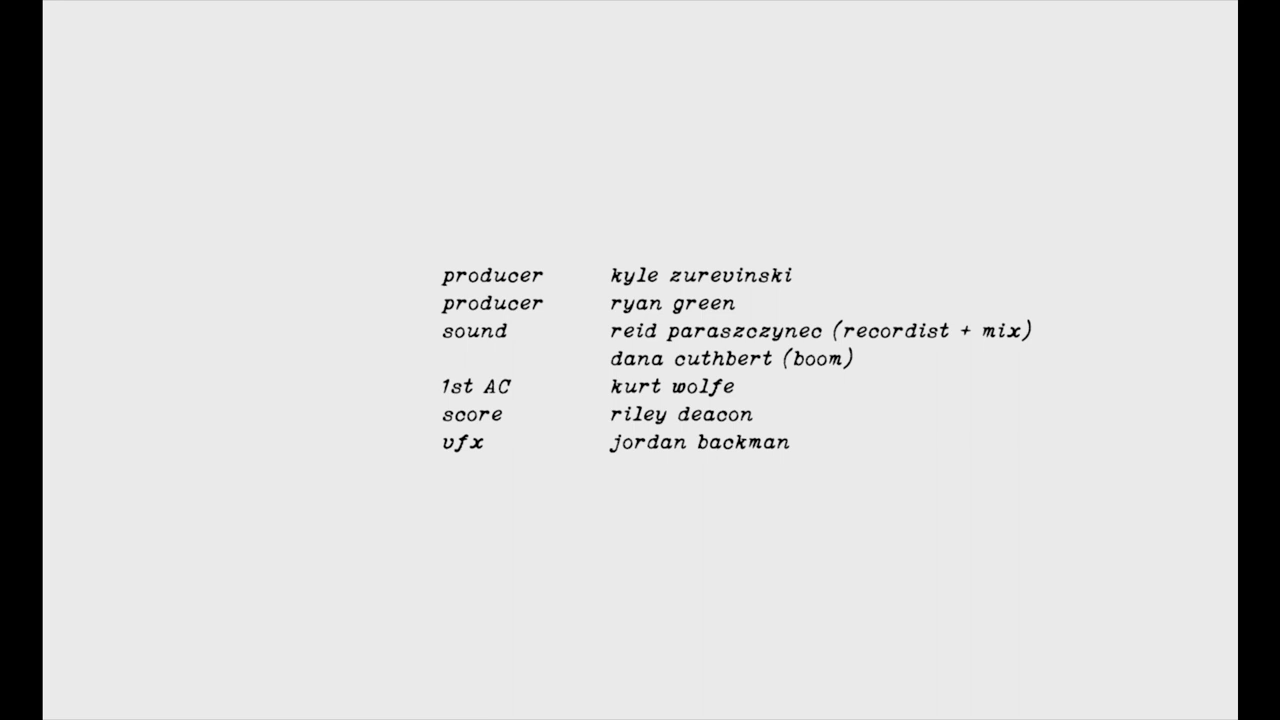 producer kyle zurevinski
producer ryan green
sound reid paraszczynec (recordist + mix)
dana cuthbert (boom)
1st AC kurt wolfe
score riley deacon
vfx jordan backman